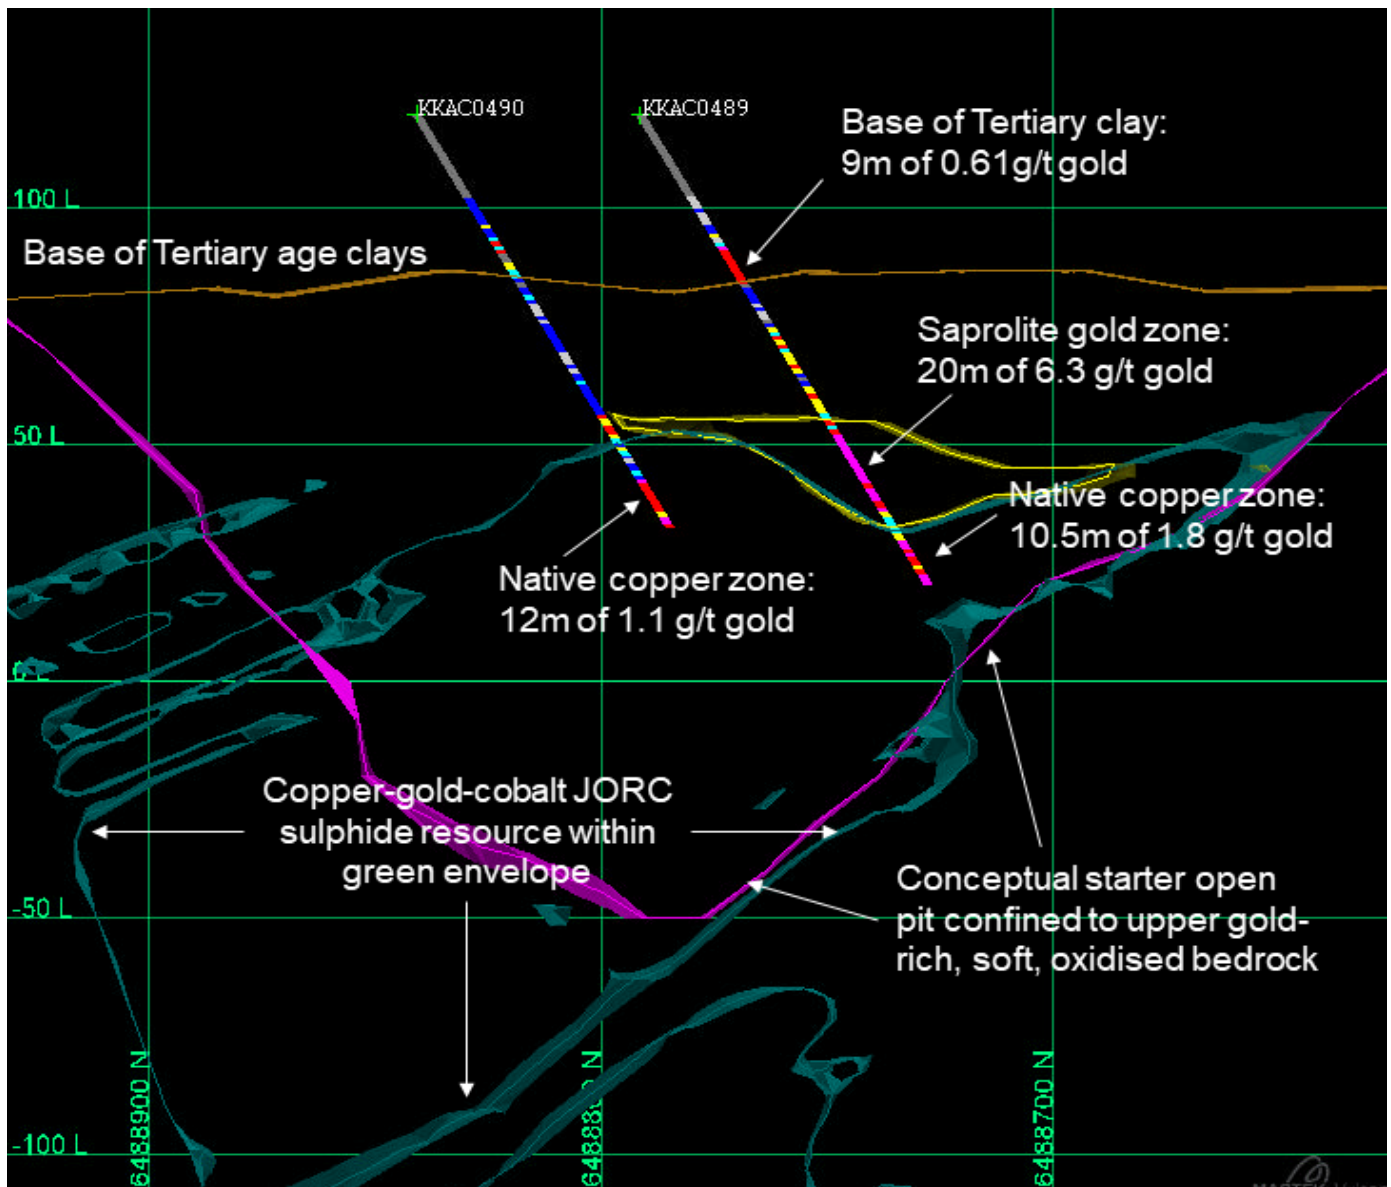 KKAC0490
KKAC0489
Base of Tertiary clay:
9m of 0.61g/t gold
100 L
Base of Tertiary age clays
Saprolite gold zone:
20m of 6.3 g/t gold
50 L
Native copper zone:
10.5m of 1.8 g/t gold
Native copper zone:
12m of 1.1 g/t gold
0 L
Copper-gold-cobalt JORC
sulphide resource within
green envelope
Conceptual starter open
pit confined to upper gold-
rich, soft, oxidised bedrock
-50 L
-100 L
6488900 N
6488800 N
6488700 N